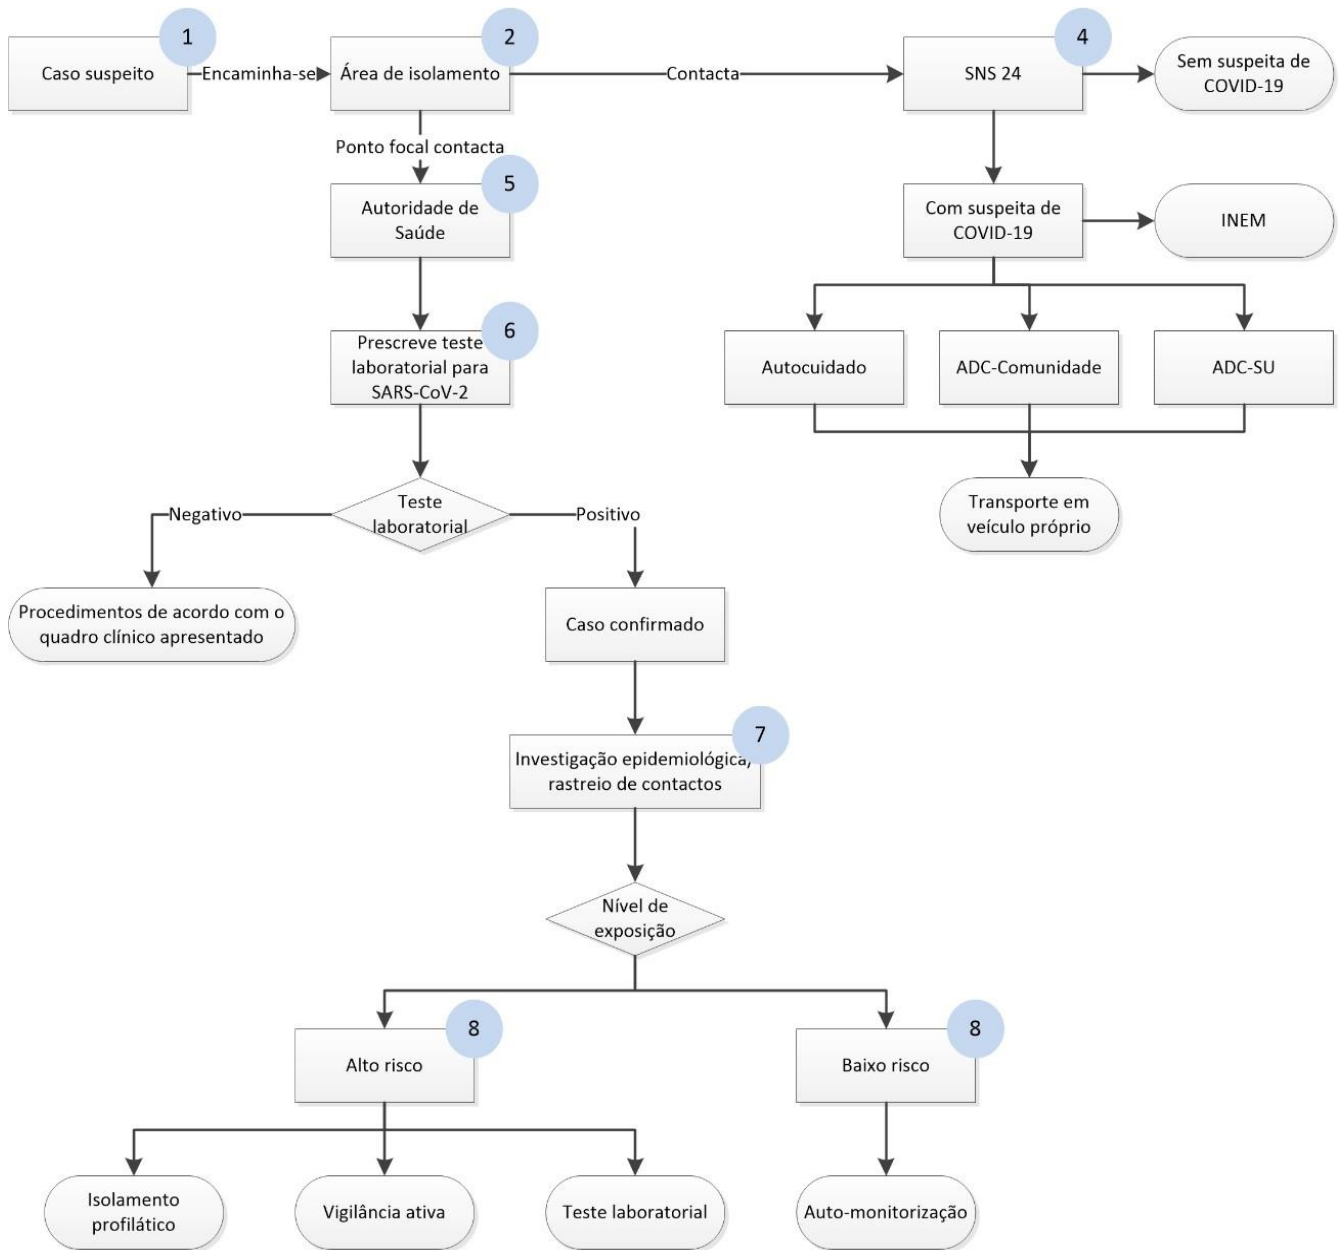 1
Caso suspeito
Encaminha-se
2
Área de isolamento
Contacta
4
SNS 24
Sem suspeita de
COVID-19
Ponto focal contacta
5
Autoridade de
Saúde
Com suspeita de
COVID-19
INEM
6
Prescreve teste
laboratorial para
SARS-CoV-2
Autocuidado
ADC-Comunidade
ADC-SU
Negativo
Teste
laboratorial
Positivo
Transporte em
veículo próprio
Procedimentos de acordo com o
quadro clínico apresentado
Caso confirmado
7
Investigação epidemiológica/
rastreio de contactos
Nível de
exposição
8
Alto risco
8
Baixo risco
Isolamento
profilático
Vigilância ativa
Teste laboratorial
Auto-monitorização